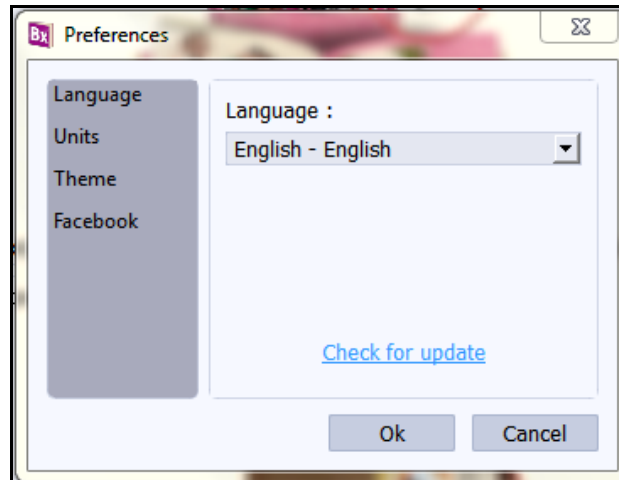 Bx Preferences
Language
Units
Theme
Facebook
Language :
English - English
Check for update
Ok
Cancel